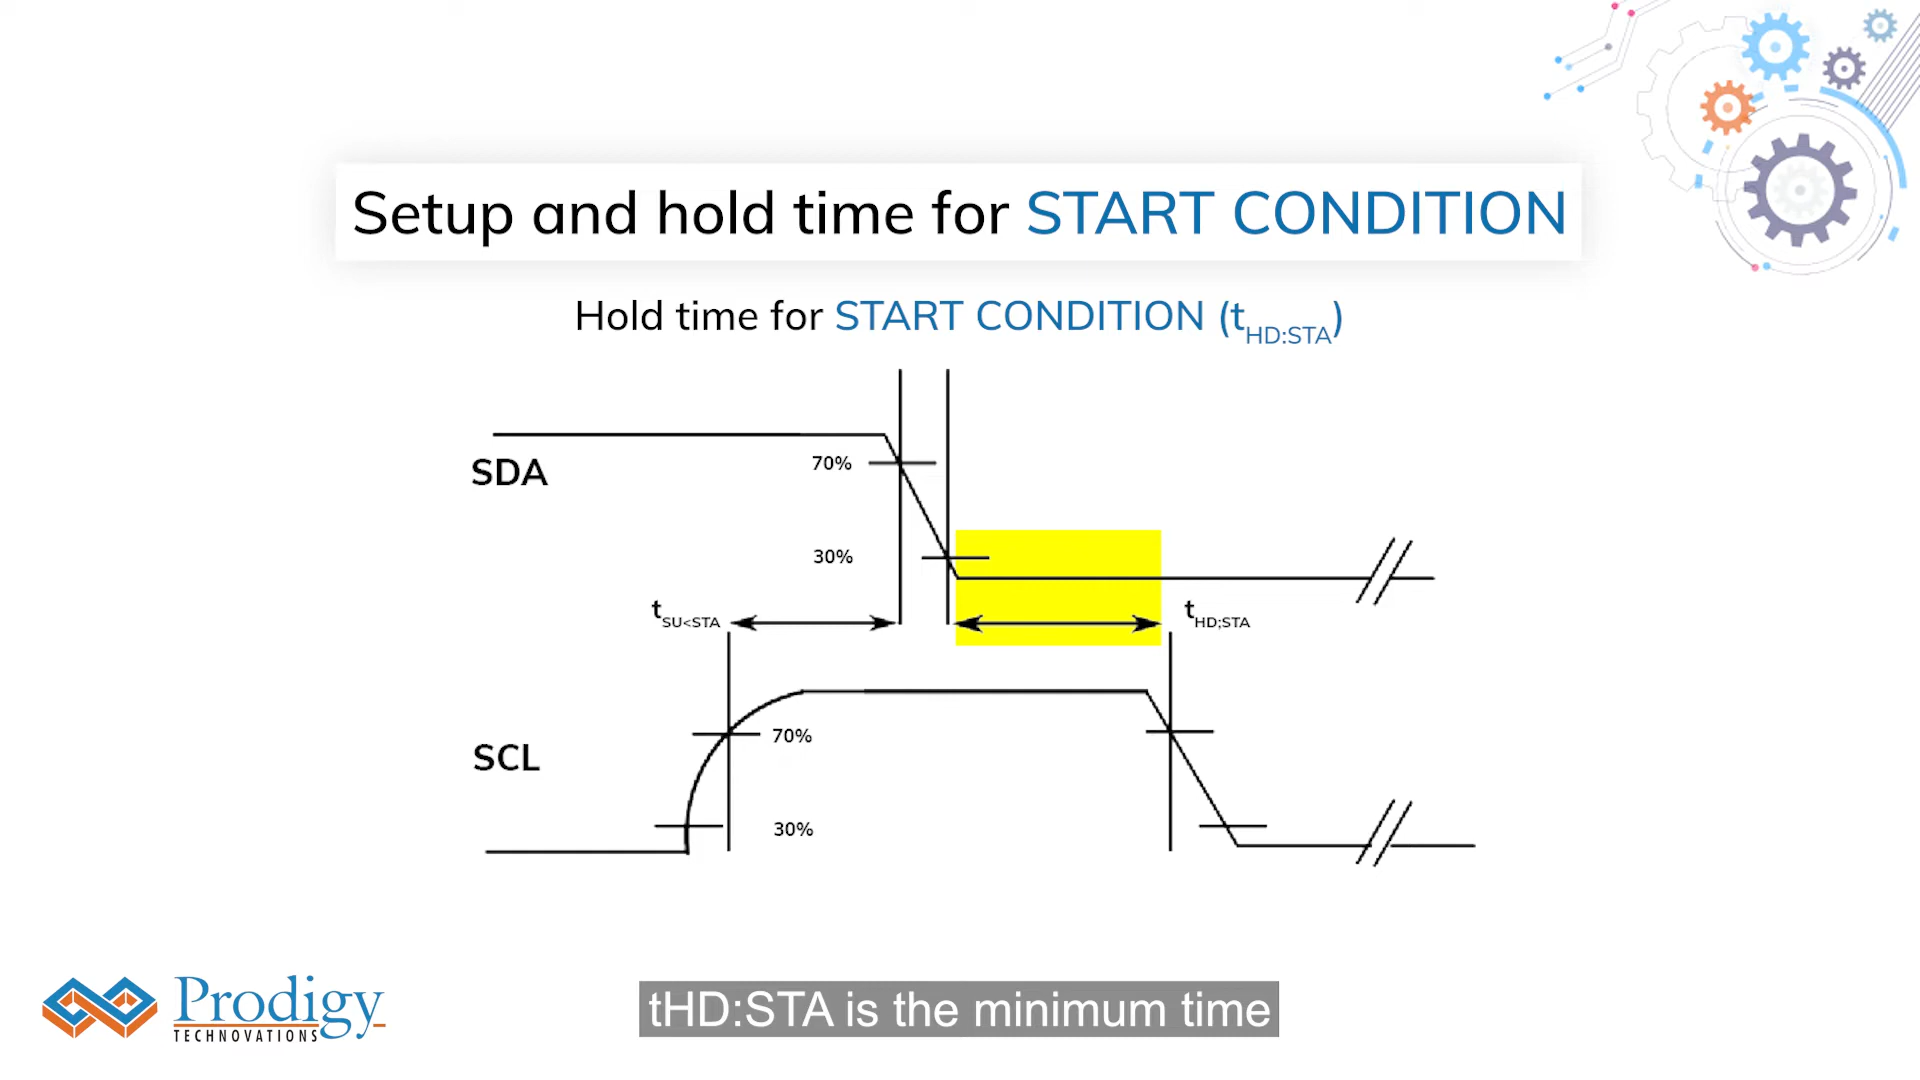 Setup and hold time for START CONDITION
Hold time for START CONDITION (tHD:STA)
SDA
70%
30%
tSU<STA
tHD;STA
SCL
70%
30%
Prodigy
TECHNOVATIONS
tHD:STA is the minimum time